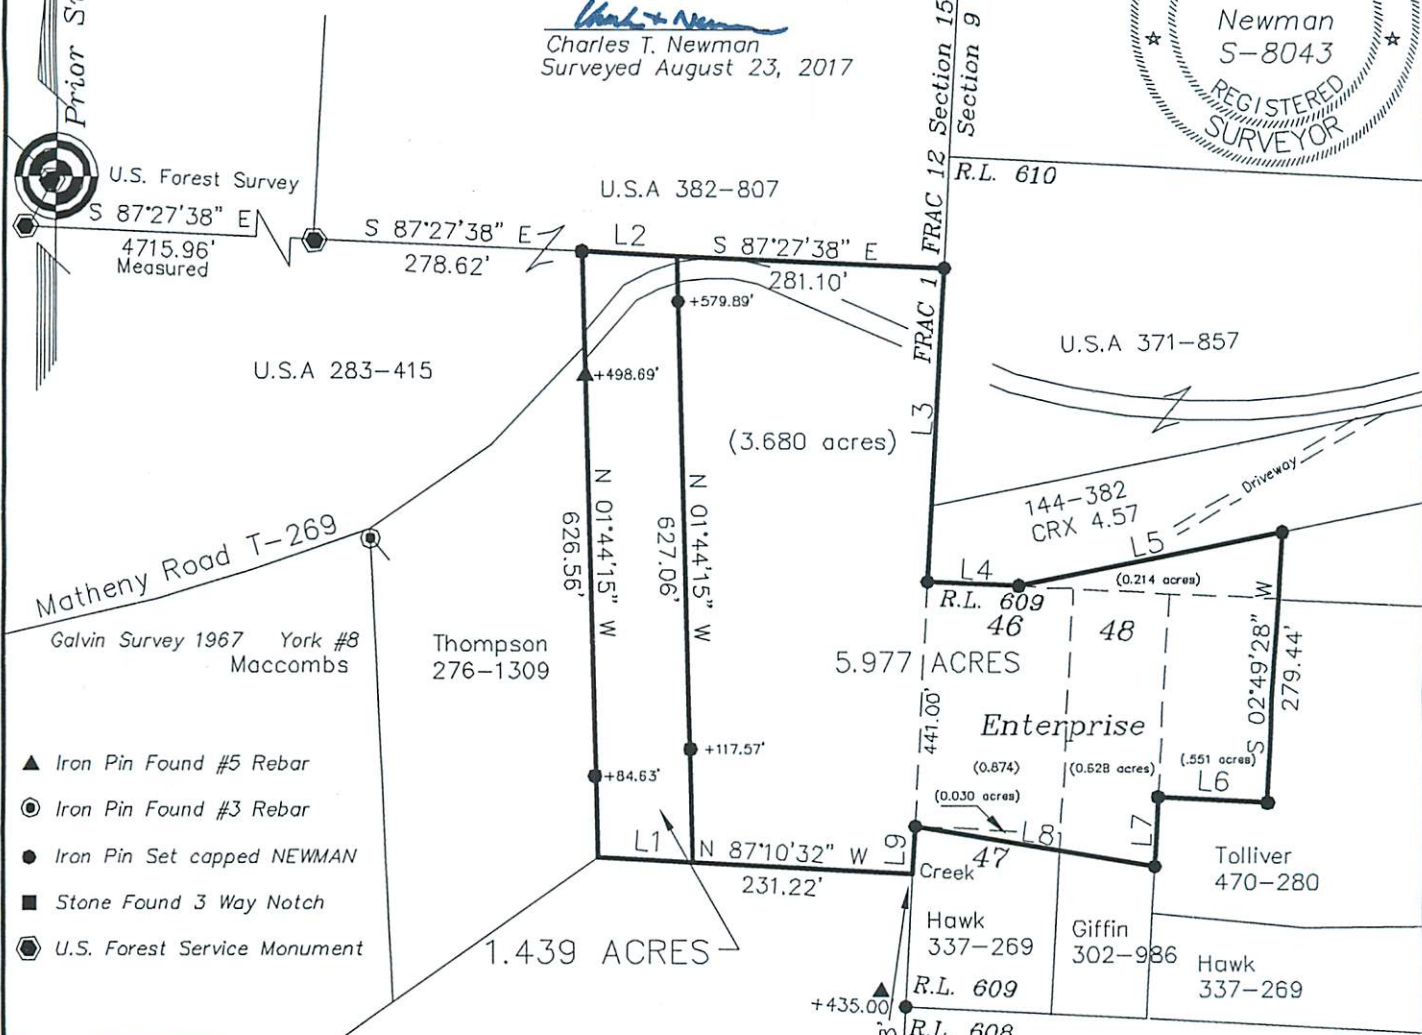 Prior
Charles T. Newman
Surveyed August 23, 2017
FRAC 12 Section 15
Section 9
Newman
S-8043
REGISTERED
SURVEYOR
R.L. 610
U.S. Forest Survey
S 87°27'38" E
4715.96'
Measured
U.S.A 382-807
S 87°27'38" E
278.62'
L2
S 87°27'38" E
281.10'
+579.89'
FRAC 1
U.S.A 283-415
+498.69'
U.S.A 371-857
L3
(3.680 acres)
N 01°44'15" W
626.56'
N 01°44'15" W
627.06'
144-382
CRX 4.57
Driveway
Matheny Road T-269
L4
L5
(0.214 acres)
R.L. 609
46
48
Galvin Survey 1967 York #8
Maccombs
Thompson
276-1309
5.977 ACRES
S 02°49'28" W
279.44'
441.00'
Enterprise
(0.874)
(0.628 acres)
(.551 acres)
L6
(0.030 acres)
+117.57'
+84.63'
▲ Iron Pin Found #5 Rebar
Iron Pin Found #3 Rebar
● Iron Pin Set capped NEWMAN
■ Stone Found 3 Way Notch
U.S. Forest Service Monument
L1
N 87°10'32" W
231.22'
L9
L8
L7
Creek
47
Tolliver
470-280
1.439 ACRES
Hawk
337-269
Giffin
302-986
Hawk
337-269
+435.00'
R.L. 609
R.L. 608